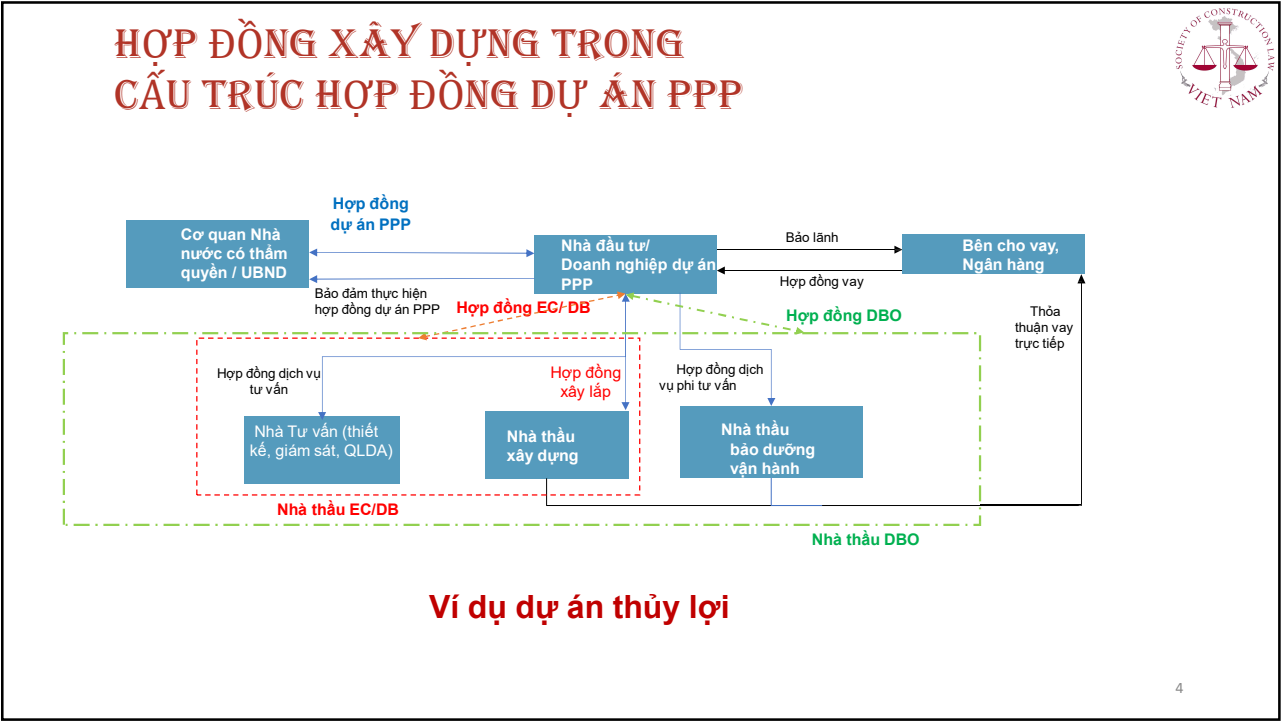 HỢP ĐỒNG XÂY DỰNG TRONG
CẤU TRÚC HỢP ĐỒNG DỰ ÁN PPP
SOCIETY OF CONSTRUCTION LAW
VIET NAM
Hợp đồng
dự án PPP
Cơ quan Nhà
nước có thẩm
quyền / UBND
Nhà đầu tư/
Doanh nghiệp dự án
PPP
Bảo lãnh
Hợp đồng vay
Bên cho vay,
Ngân hàng
Bảo đảm thực hiện
hợp đồng dự án PPP
Hợp đồng EC/ DB
Hợp đồng DBO
Thỏa
thuận vay
trực tiếp
Hợp đồng dịch vụ
tư vấn
Hợp đồng
xây lắp
Hợp đồng dịch
vụ phi tư vấn
Nhà Tư vấn (thiết
kế, giám sát, QLDA)
Nhà thầu
xây dựng
Nhà thầu
bảo dưỡng
vận hành
Nhà thầu EC/DB
Nhà thầu DBO
Ví dụ dự án thủy lợi
4